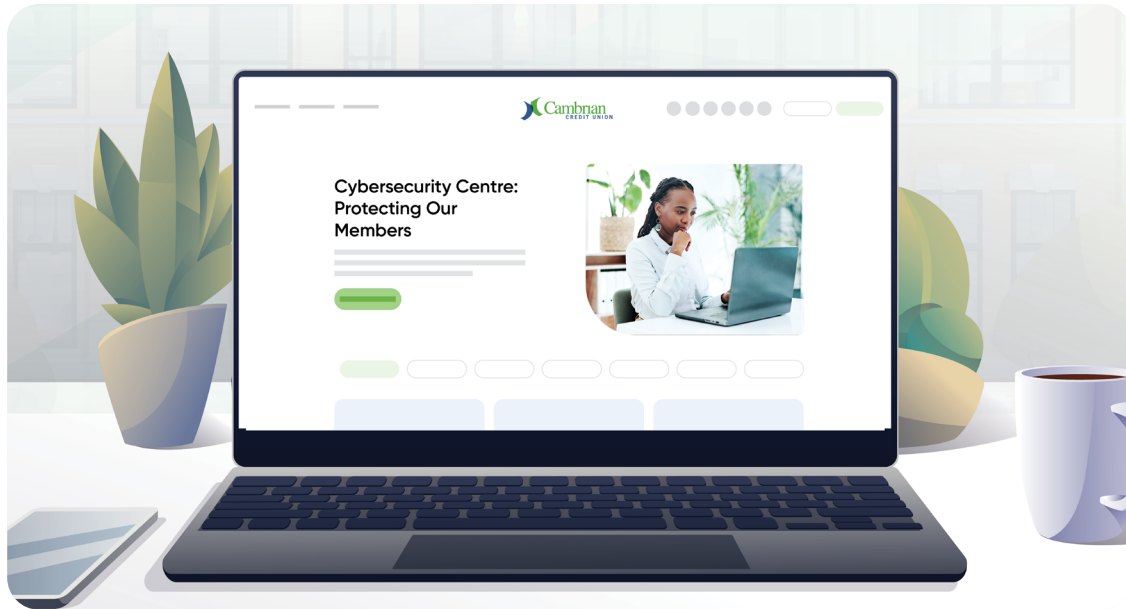 Cambrian
CREDIT UNION
Cybersecurity Centre:
Protecting Our
Members